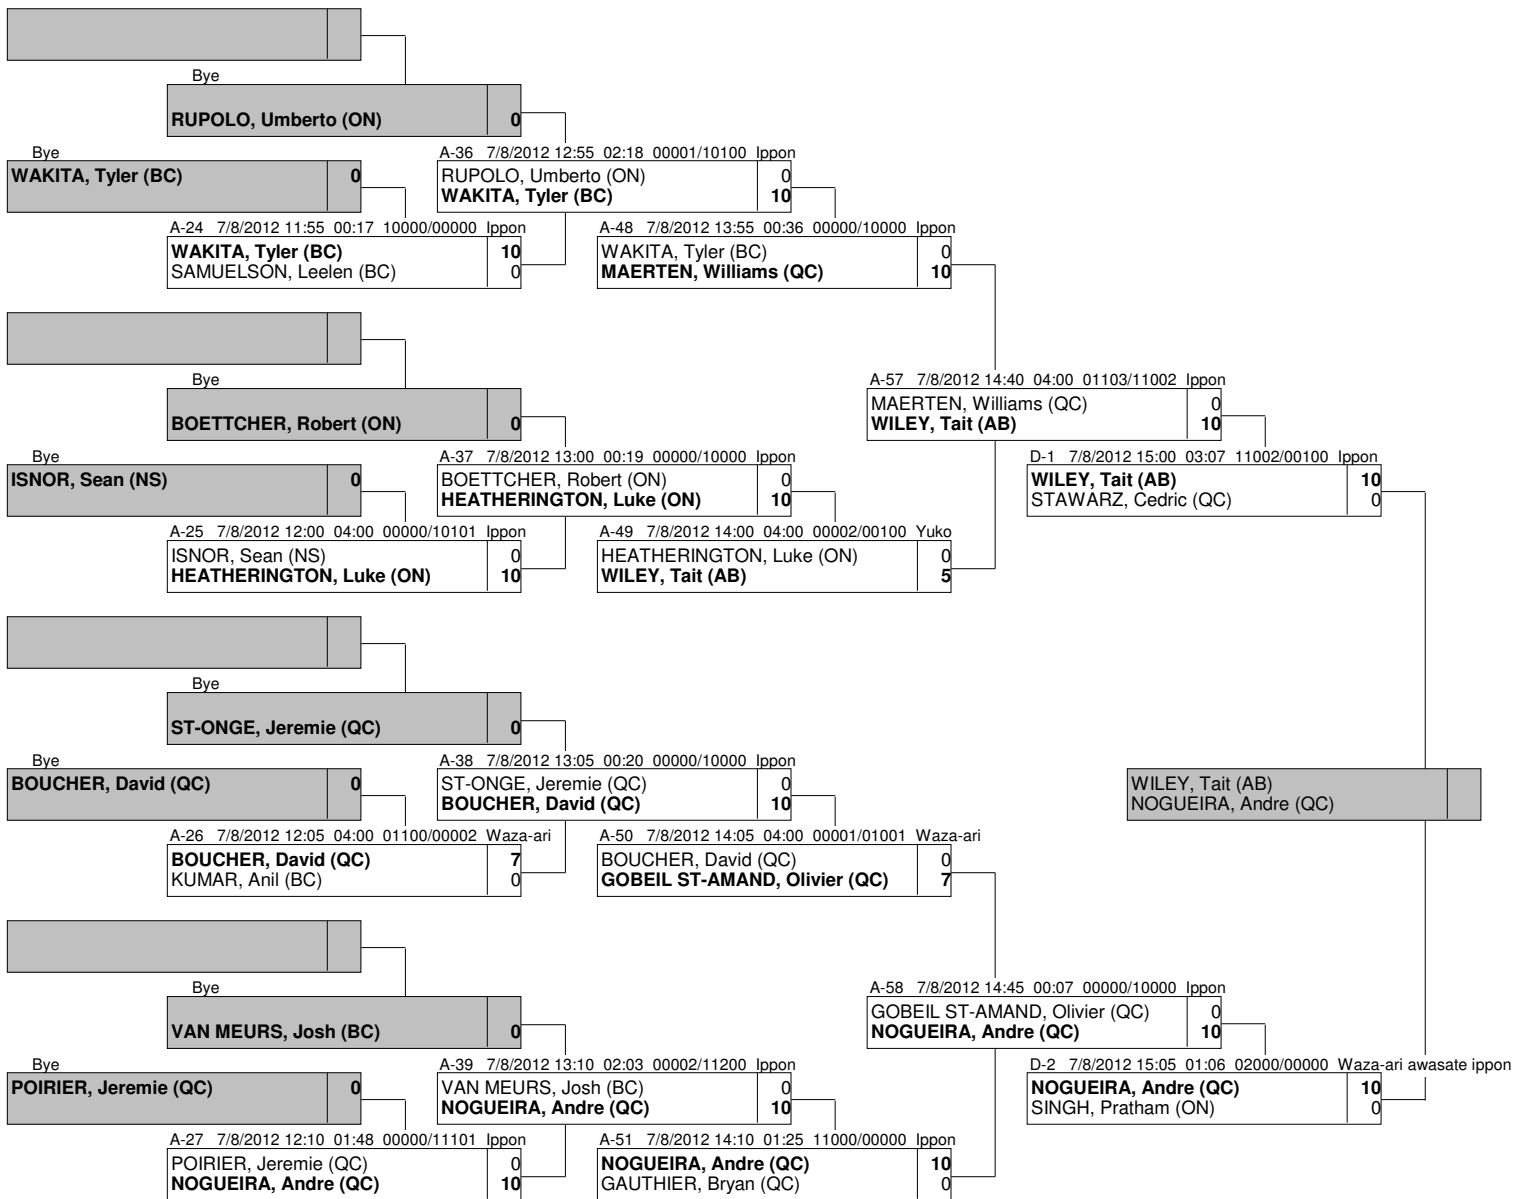 Bye
RUPOLO, Umberto (ON) 0
Bye
WAKITA, Tyler (BC) 0
A-36 7/8/2012 12:55 02:18 00001/10100 Ippon
RUPOLO, Umberto (ON) 0
WAKITA, Tyler (BC) 10
A-24 7/8/2012 11:55 00:17 10000/00000 Ippon
WAKITA, Tyler (BC) 10
SAMUELSON, Leelen (BC) 0
A-48 7/8/2012 13:55 00:36 00000/10000 Ippon
WAKITA, Tyler (BC) 0
MAERTEN, Williams (QC) 10
Bye
BOETTCHER, Robert (ON) 0
A-57 7/8/2012 14:40 04:00 01103/11002 Ippon
MAERTEN, Williams (QC) 0
WILEY, Tait (AB) 10
Bye
ISNOR, Sean (NS) 0
A-37 7/8/2012 13:00 00:19 00000/10000 Ippon
BOETTCHER, Robert (ON) 0
HEATHERINGTON, Luke (ON) 10
D-1 7/8/2012 15:00 03:07 11002/00100 Ippon
WILEY, Tait (AB) 10
STAWARZ, Cedric (QC) 0
A-25 7/8/2012 12:00 04:00 00000/10101 Ippon
ISNOR, Sean (NS) 0
HEATHERINGTON, Luke (ON) 10
A-49 7/8/2012 14:00 04:00 00002/00100 Yuko
HEATHERINGTON, Luke (ON) 0
WILEY, Tait (AB) 5
Bye
ST-ONGE, Jeremie (QC) 0
Bye
BOUCHER, David (QC) 0
A-38 7/8/2012 13:05 00:20 00000/10000 Ippon
ST-ONGE, Jeremie (QC) 0
BOUCHER, David (QC) 10
WILEY, Tait (AB)
NOGUEIRA, Andre (QC)
A-26 7/8/2012 12:05 04:00 01100/00002 Waza-ari
BOUCHER, David (QC) 7
KUMAR, Anil (BC) 0
A-50 7/8/2012 14:05 04:00 00001/01001 Waza-ari
BOUCHER, David (QC) 0
GOBEIL ST-AMAND, Olivier (QC) 7
Bye
VAN MEURS, Josh (BC) 0
A-58 7/8/2012 14:45 00:07 00000/10000 Ippon
GOBEIL ST-AMAND, Olivier (QC) 0
NOGUEIRA, Andre (QC) 10
Bye
POIRIER, Jeremie (QC) 0
A-39 7/8/2012 13:10 02:03 00002/11200 Ippon
VAN MEURS, Josh (BC) 0
NOGUEIRA, Andre (QC) 10
D-2 7/8/2012 15:05 01:06 02000/00000 Waza-ari awasate ippon
NOGUEIRA, Andre (QC) 10
SINGH, Pratham (ON) 0
A-27 7/8/2012 12:10 01:48 00000/11101 Ippon
POIRIER, Jeremie (QC) 0
NOGUEIRA, Andre (QC) 10
A-51 7/8/2012 14:10 01:25 11000/00000 Ippon
NOGUEIRA, Andre (QC) 10
GAUTHIER, Bryan (QC) 0